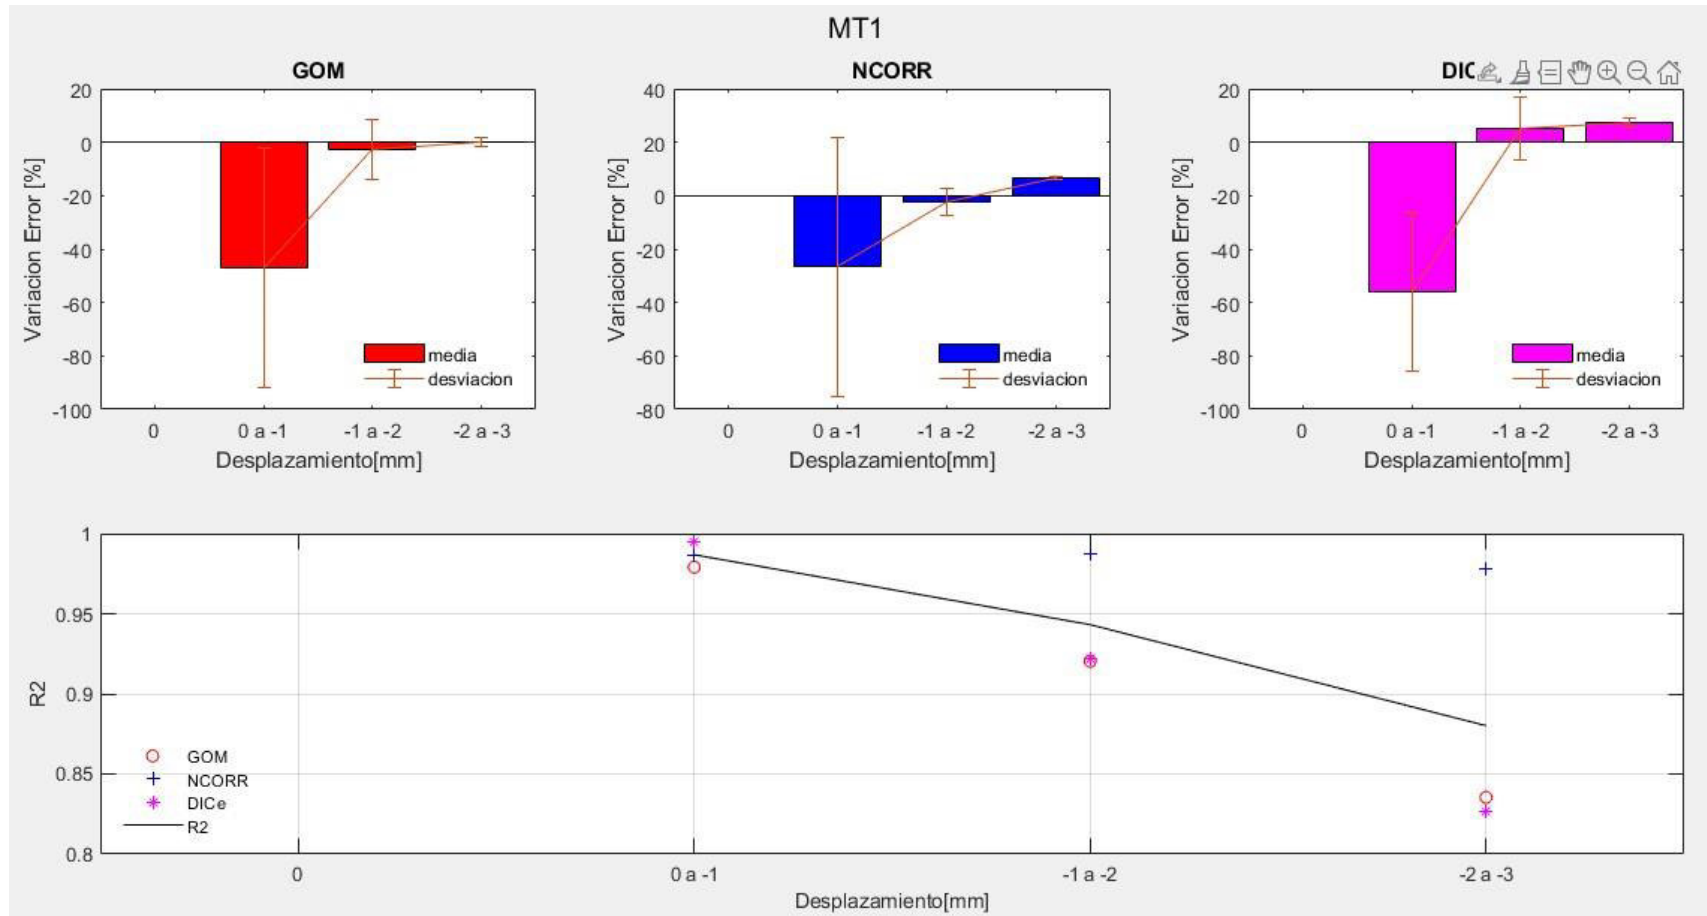 MT1
GOM
20
0
-20
-40
-60
-80
-100
Variacion Error [%]
media
desviacion
0
0 a -1
-1 a -2
-2 a -3
Desplazamiento[mm]
NCORR
40
20
0
-20
-40
-60
-80
Variacion Error [%]
media
desviacion
0
0 a -1
-1 a -2
-2 a -3
Desplazamiento[mm]
DIC
20
0
-20
-40
-60
-80
-100
Variacion Error [%]
media
desviacion
0
0 a -1
-1 a -2
-2 a -3
Desplazamiento[mm]
1
0.95
0.9
0.85
0.8
R2
GOM
NCORR
DICe
R2
0
0 a -1
-1 a -2
-2 a -3
Desplazamiento[mm]